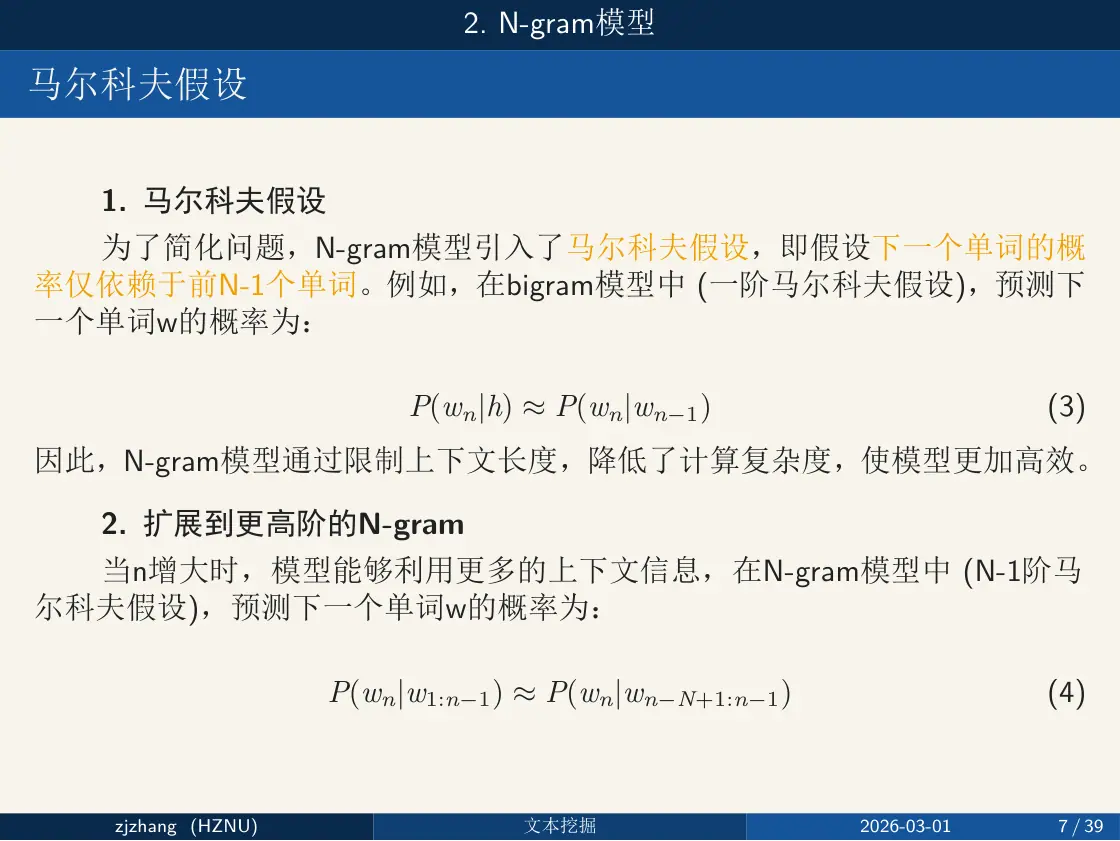 2. N-gram模型
马尔科夫假设
1. 马尔科夫假设
为了简化问题，N-gram模型引入了马尔科夫假设，即假设下一个单词的概
率仅依赖于前N-1个单词。例如，在bigram模型中 (一阶马尔科夫假设)，预测下
一个单词w的概率为：
P(wₙ|h) ≈ P(wₙ|wₙ₋₁) (3)
因此，N-gram模型通过限制上下文长度，降低了计算复杂度，使模型更加高效。
2. 扩展到更高阶的N-gram
当n增大时，模型能够利用更多的上下文信息，在N-gram模型中 (N-1阶马
尔科夫假设)，预测下一个单词w的概率为：
P(w_n|w_{1:n−1}) ≈ P(w_n|w_{n−N+1:n−1}) (4)
zjzhang (HZNU) 文本挖掘 2026-03-01 7 / 39